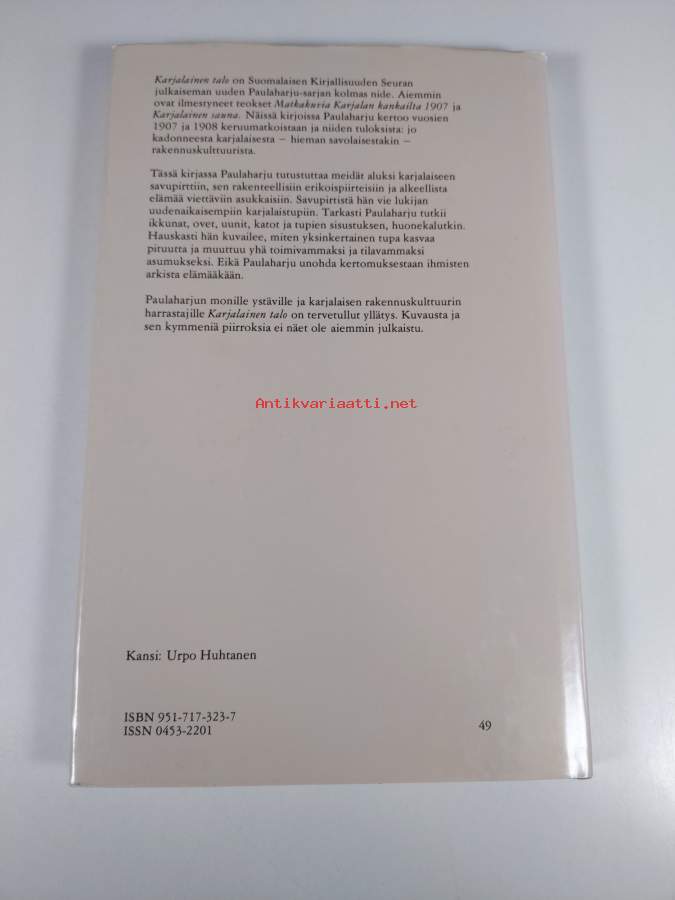 Karjalainen talo on Suomalaisen Kirjallisuuden Seuran
julkaiseman uuden Paulaharju-sarjan kolmas nide. Aiemmin
ovat ilmestyneet teokset Matkakuvia Karjalan kankailta 1907 ja
Karjalainen sauna. Näissä kirjoissa Paulaharju kertoo vuosien
1907 ja 1908 keruumatkoistaan ja niiden tuloksista: jo
kadonneesta karjalaisesta – hieman savolaisestakin –
rakennuskulttuurista.
Tässä kirjassa Paulaharju tutustuttaa meidät aluksi karjalaiseen
savupirttiin, sen rakenteellisiin erikoispiirteisiin ja alkeellista
elämää viettäviin asukkaisiin. Savupirtistä hän vie lukijan
uudenaikaisempiin karjalaistupiin. Tarkasti Paulaharju tutkii
ikkunat, ovet, uunit, katot ja tupien sisustuksen, huonekalutkin.
Hauskasti hän kuvailee, miten yksinkertainen tupa kasvaa
pituutta ja muuttuu yhä toimivammaksi ja tilavammaksi
asumukseksi. Eikä Paulaharju unohda kertomuksestaan ihmisten
arkista elämääkään.
Paulaharjun monille ystäville ja karjalaisen rakennuskulttuurin
harrastajille Karjalainen talo on tervetullut yllätys. Kuvausta ja
sen kymmeniä piirroksia ei näet ole aiemmin julkaistu.
Antikvariaatti.net
Kansi: Urpo Huhtanen
ISBN 951-717-323-7
ISSN 0453-2201
49